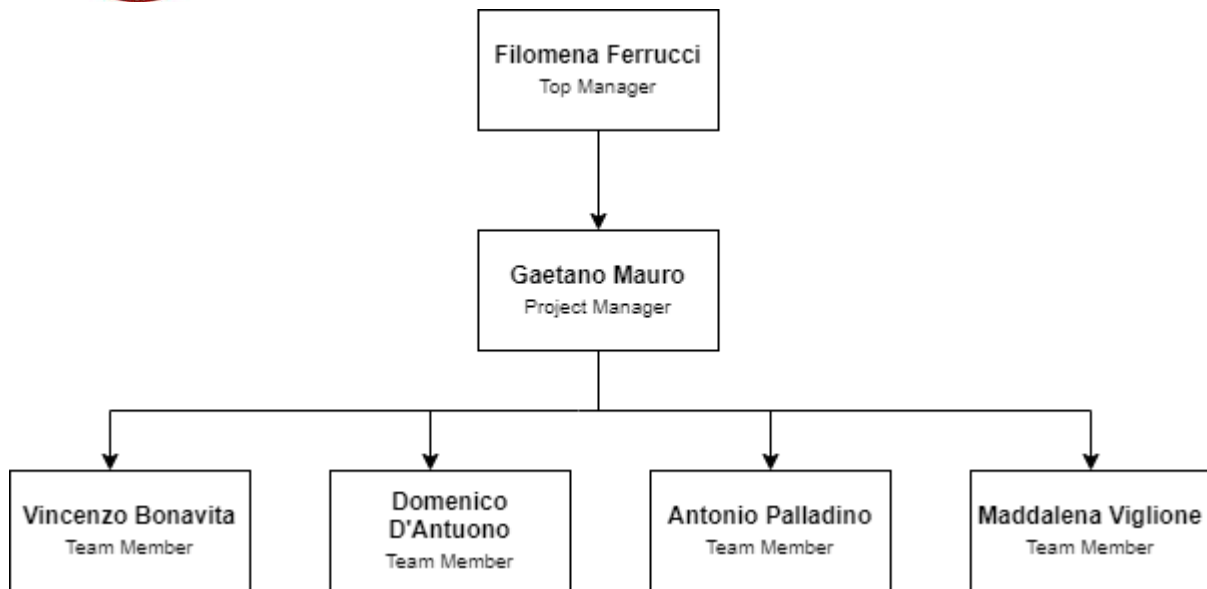 Filomena Ferrucci
Top Manager
Gaetano Mauro
Project Manager
Vincenzo Bonavita
Team Member
Domenico
D'Antuono
Team Member
Antonio Palladino
Team Member
Maddalena Viglione
Team Member